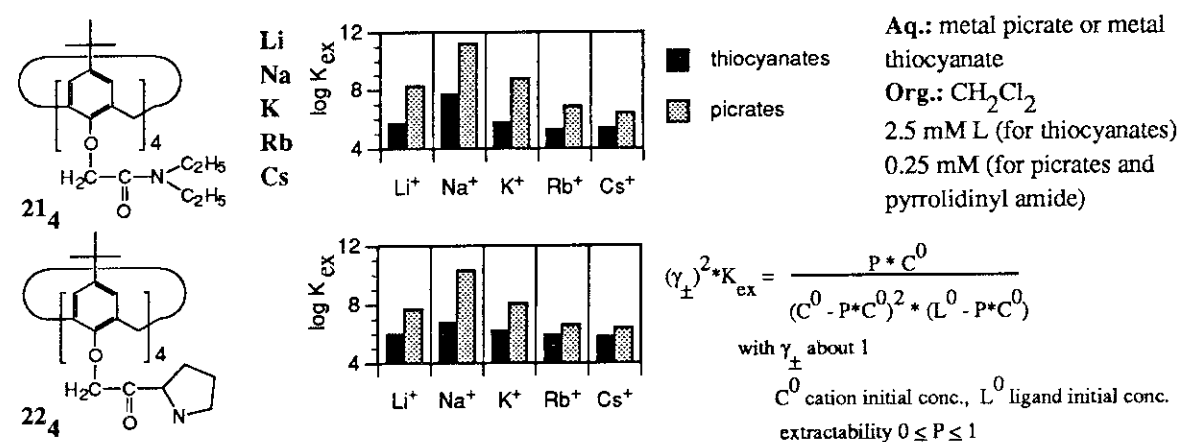 4
O
H₂C
C
N
C₂H₅
C₂H₅
O
21₄
Li
Na
K
Rb
Cs
log K_ex
12
8
4
Li⁺ Na⁺ K⁺ Rb⁺ Cs⁺
thiocyanates
picrates
Aq.: metal picrate or metal
thiocyanate
Org.: CH₂Cl₂
2.5 mM L (for thiocyanates)
0.25 mM (for picrates and
pyrrolidinyl amide)
4
O
H₂C
C
O
N
22₄
log K_ex
12
8
4
Li⁺ Na⁺ K⁺ Rb⁺ Cs⁺
(γ±)²*K_ex = P * C⁰ / (C⁰ - P*C⁰)² * (L⁰ - P*C⁰)
with γ± about 1
C⁰ cation initial conc., L⁰ ligand initial conc.
extractability 0 ≤ P ≤ 1